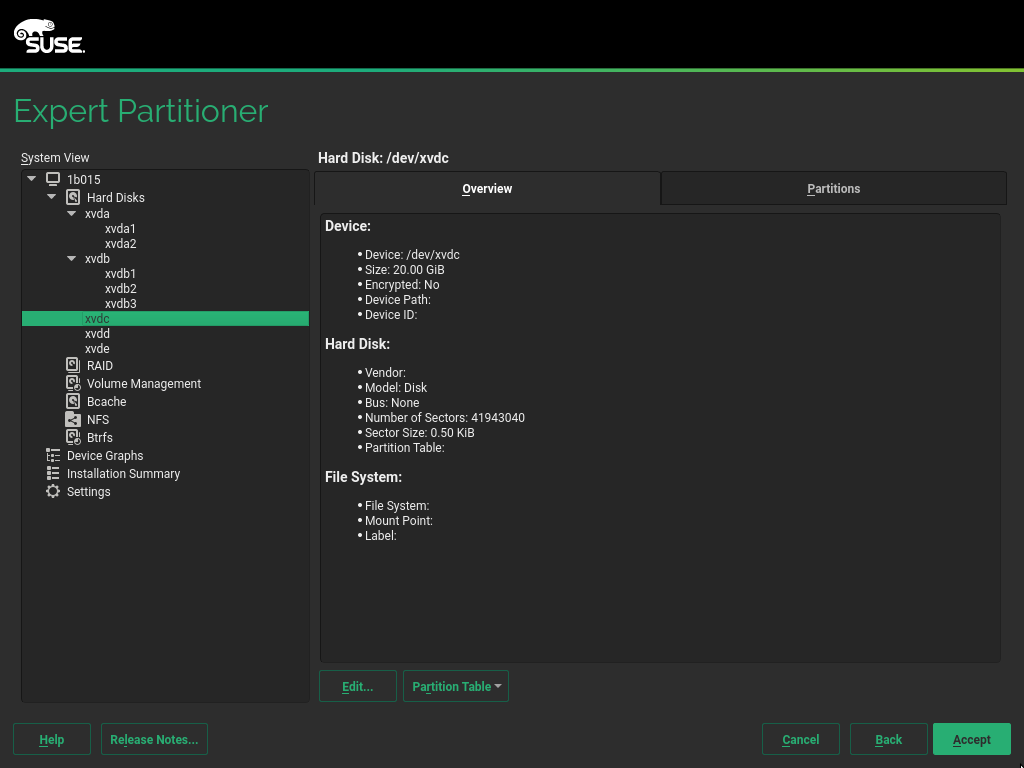 SUSE.
Expert Partitioner
System View
1b015
Hard Disks
xvda
xvda1
xvda2
xvdb
xvdb1
xvdb2
xvdb3
xvdc
xvdd
xvde
RAID
Volume Management
Bcache
NFS
Btrfs
Device Graphs
Installation Summary
Settings
Hard Disk: /dev/xvdc
Overview
Partitions
Device:
• Device: /dev/xvdc
• Size: 20.00 GiB
• Encrypted: No
• Device Path:
• Device ID:
Hard Disk:
• Vendor:
• Model: Disk
• Bus: None
• Number of Sectors: 41943040
• Sector Size: 0.50 KiB
• Partition Table:
File System:
• File System:
• Mount Point:
• Label:
Edit...
Partition Table
Help
Release Notes...
Cancel
Back
Accept